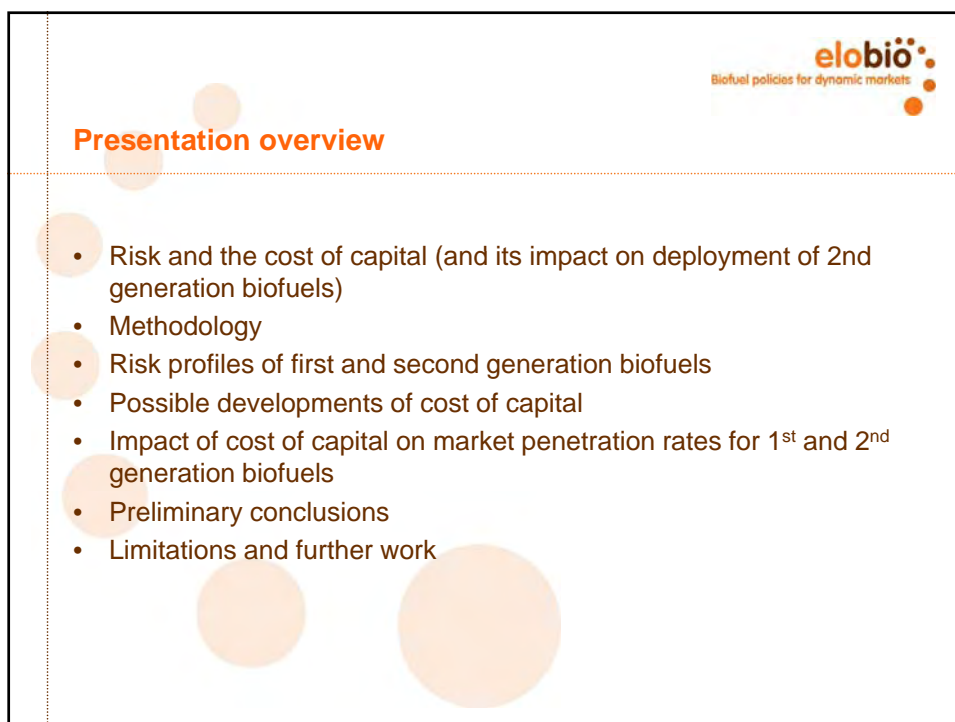 elobio
Biofuel policies for dynamic markets
Presentation overview
• Risk and the cost of capital (and its impact on deployment of 2nd
generation biofuels)
• Methodology
• Risk profiles of first and second generation biofuels
• Possible developments of cost of capital
• Impact of cost of capital on market penetration rates for 1st and 2nd
generation biofuels
• Preliminary conclusions
• Limitations and further work